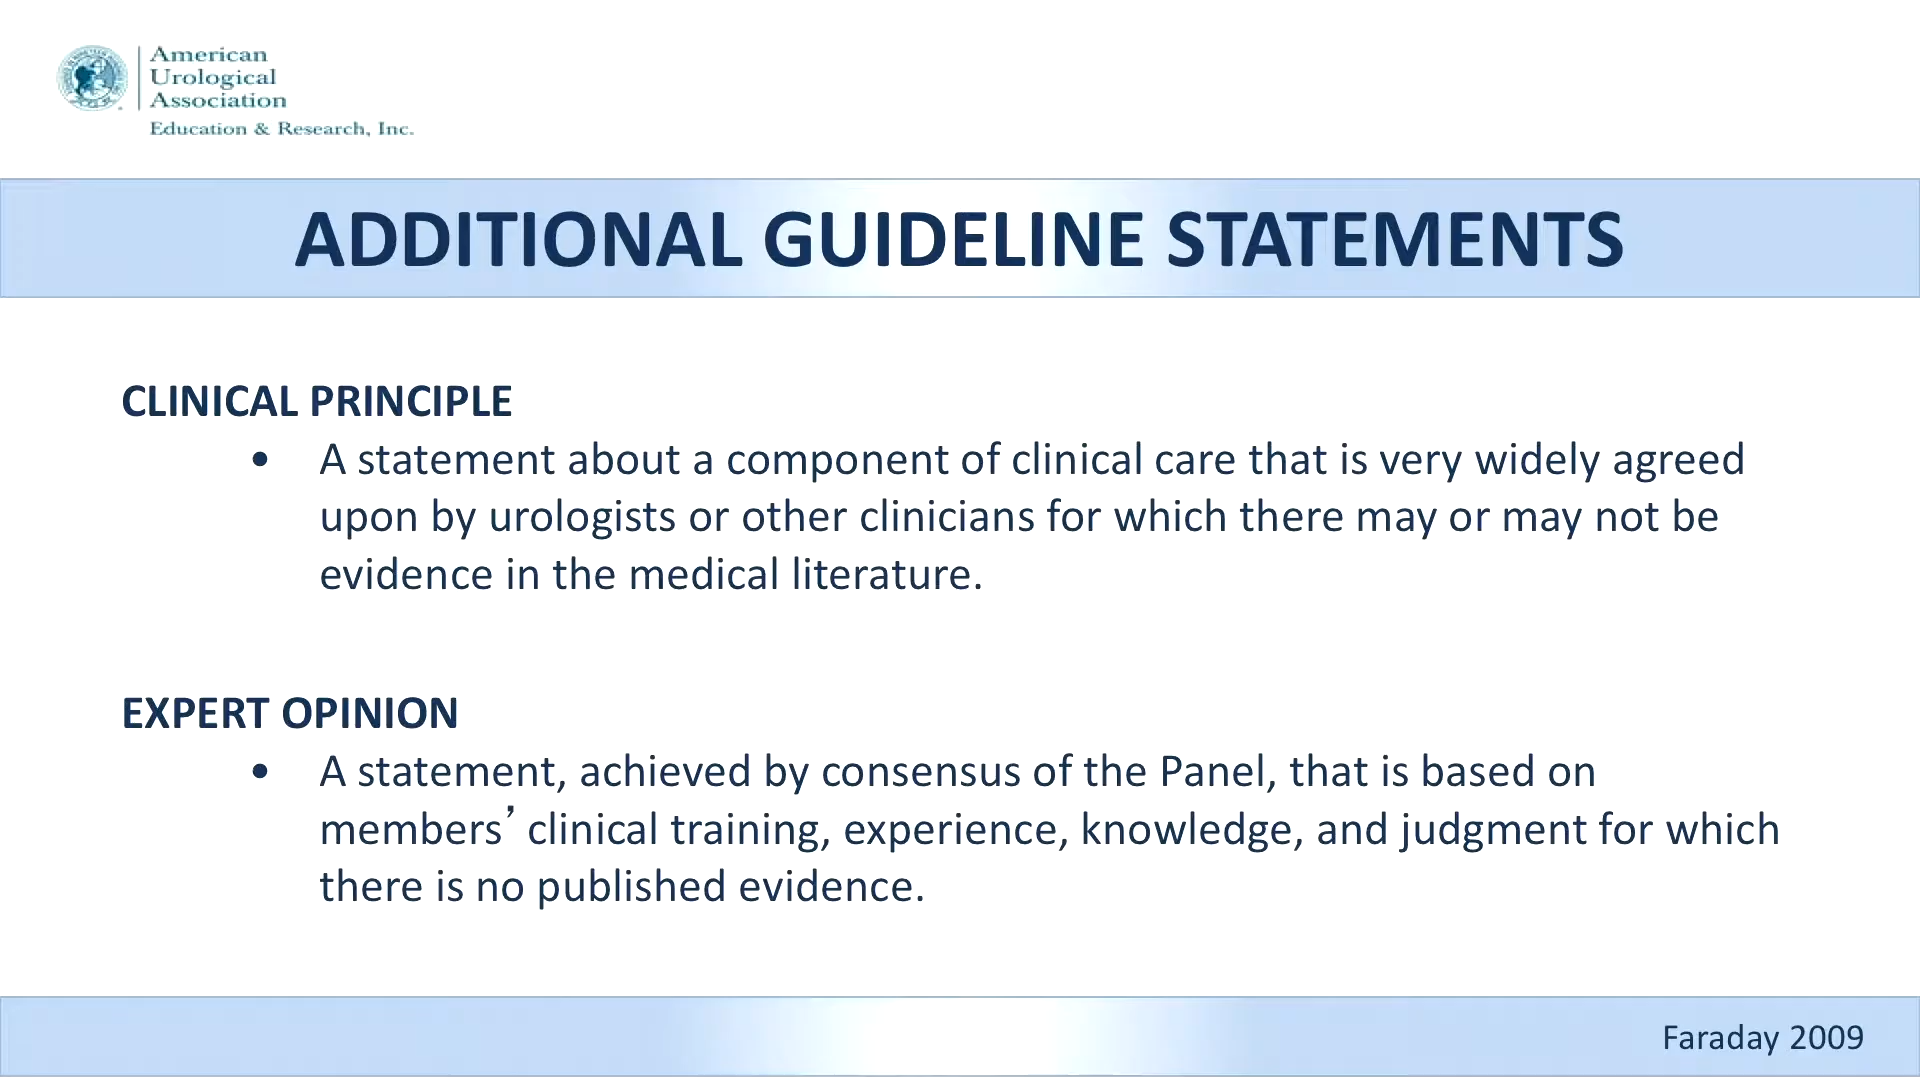 American
Urological
Association
Education & Research, Inc.
ADDITIONAL GUIDELINE STATEMENTS
CLINICAL PRINCIPLE
• A statement about a component of clinical care that is very widely agreed
upon by urologists or other clinicians for which there may or may not be
evidence in the medical literature.
EXPERT OPINION
• A statement, achieved by consensus of the Panel, that is based on
members’ clinical training, experience, knowledge, and judgment for which
there is no published evidence.
Faraday 2009